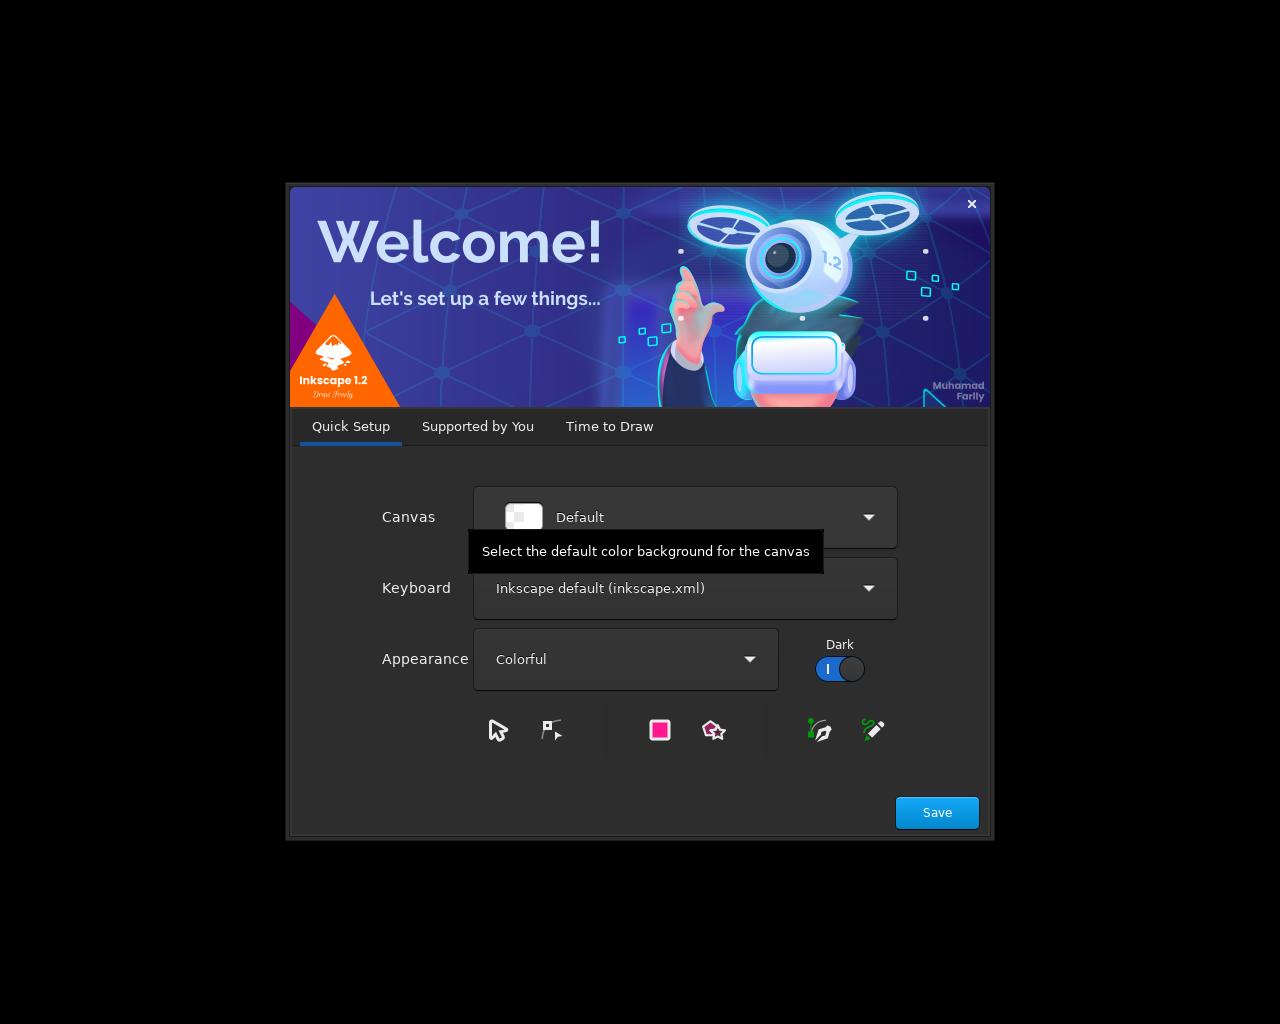 Welcome!
Let's set up a few things...
1.2
Inkscape 1.2
Draw Freely
Muhamad
Farlly
Quick Setup
Supported by You
Time to Draw
Canvas
Default
Select the default color background for the canvas
Keyboard
Inkscape default (inkscape.xml)
Appearance
Colorful
Dark
Save